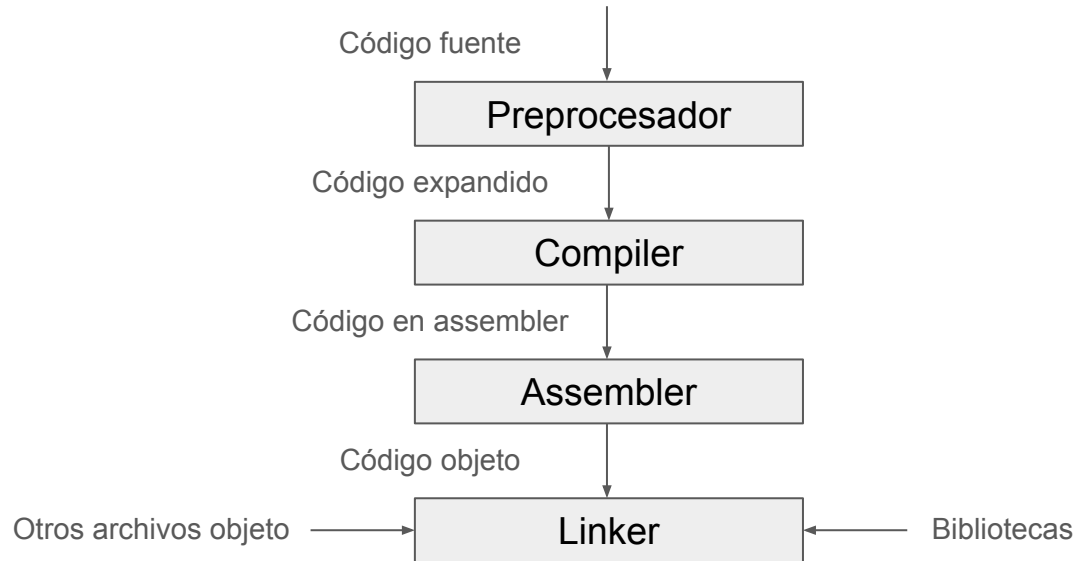 Código fuente
Preprocesador
Código expandido
Compiler
Código en assembler
Assembler
Código objeto
Otros archivos objeto
Linker
Bibliotecas